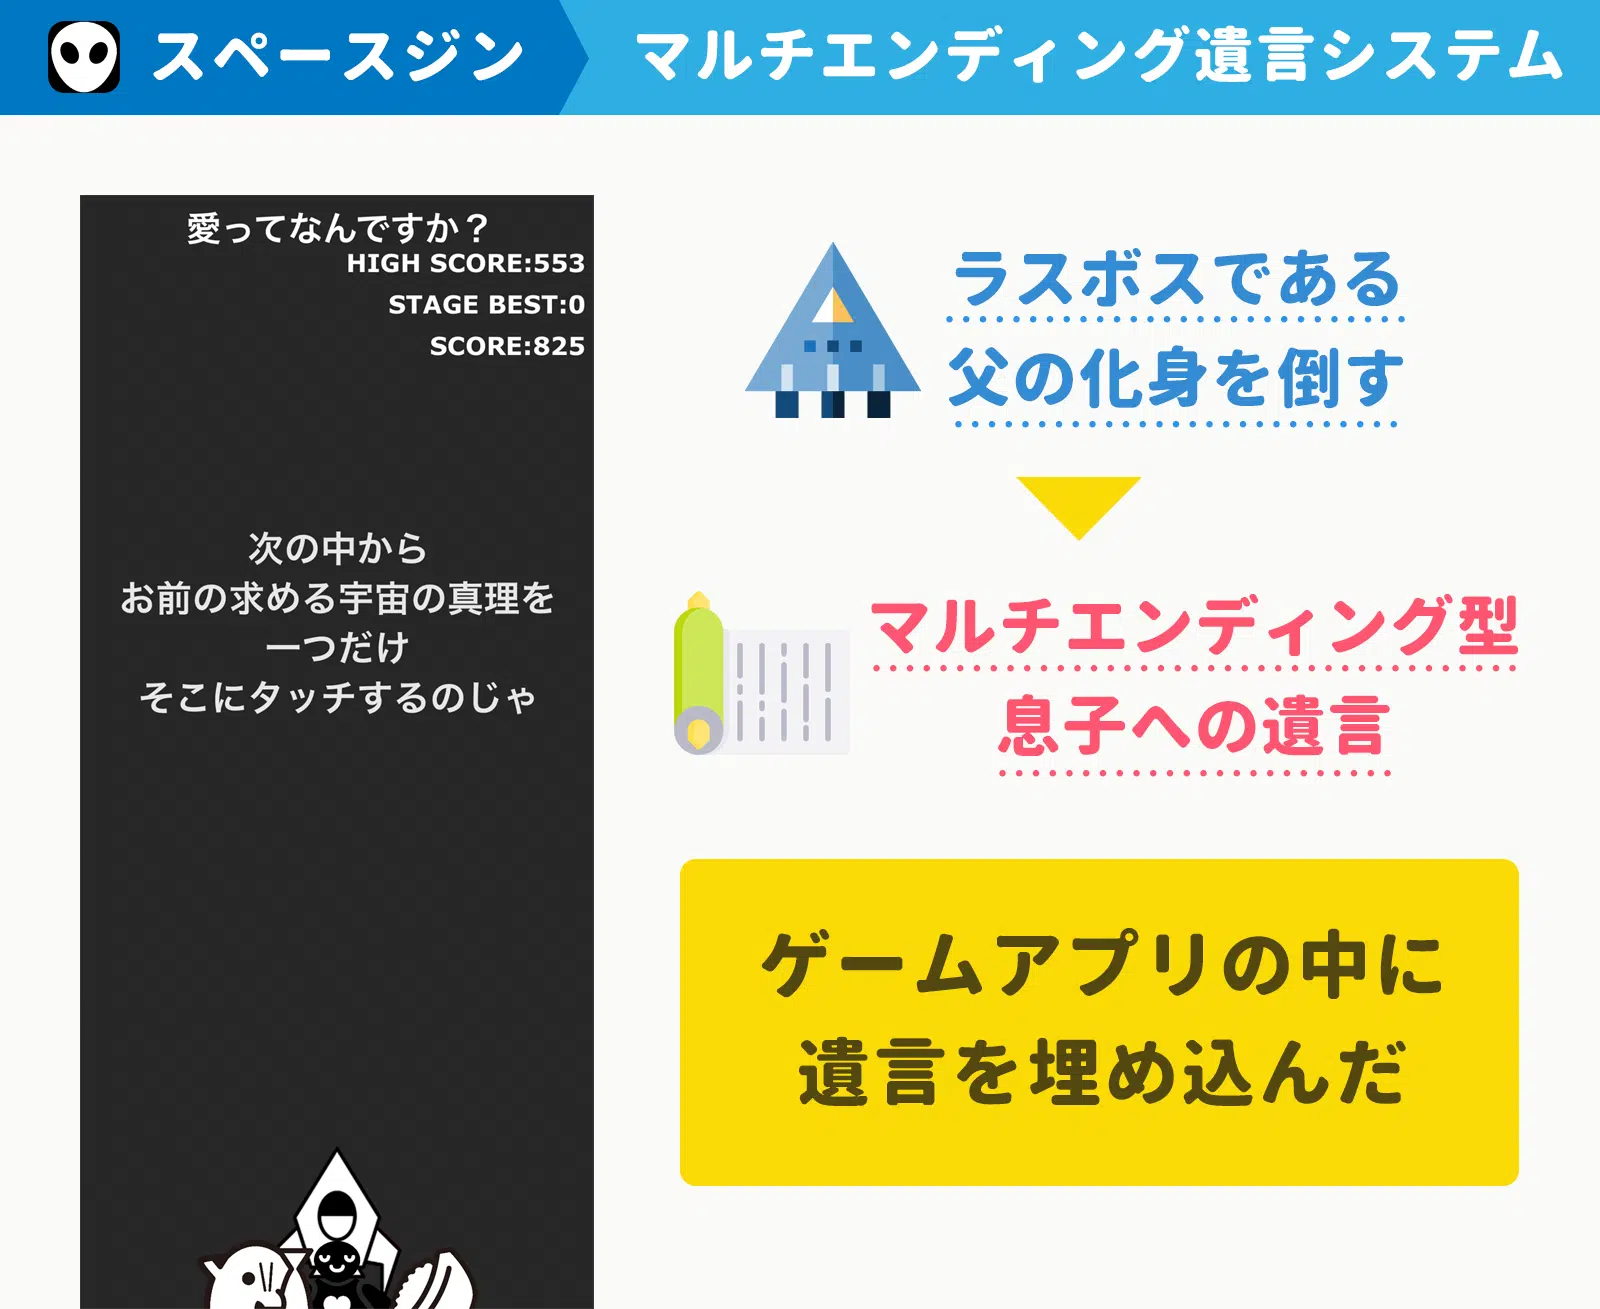 スペースジン
マルチエンディング遺言システム
愛ってなんですか？
HIGH SCORE:553
STAGE BEST:0
SCORE:825
次の中から
お前の求める宇宙の真理を
一つだけ
そこにタッチするのじゃ
ラスボスである
父の化身を倒す
マルチエンディング型
息子への遺言
ゲームアプリの中に
遺言を埋め込んだ